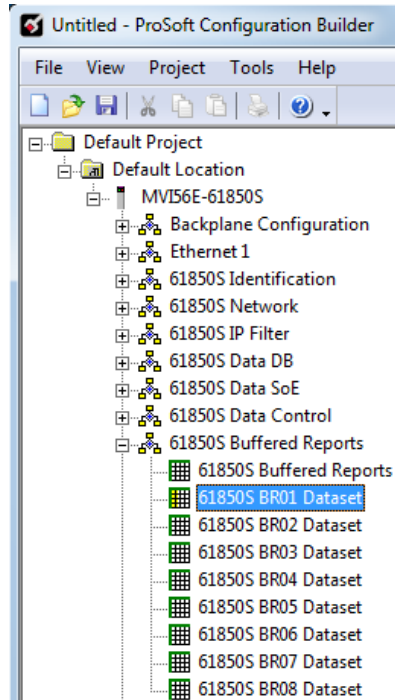 Untitled - ProSoft Configuration Builder
File View Project Tools Help
Default Project
Default Location
MVI56E-61850S
Backplane Configuration
Ethernet 1
61850S Identification
61850S Network
61850S IP Filter
61850S Data DB
61850S Data SoE
61850S Data Control
61850S Buffered Reports
61850S Buffered Reports
61850S BR01 Dataset
61850S BR02 Dataset
61850S BR03 Dataset
61850S BR04 Dataset
61850S BR05 Dataset
61850S BR06 Dataset
61850S BR07 Dataset
61850S BR08 Dataset